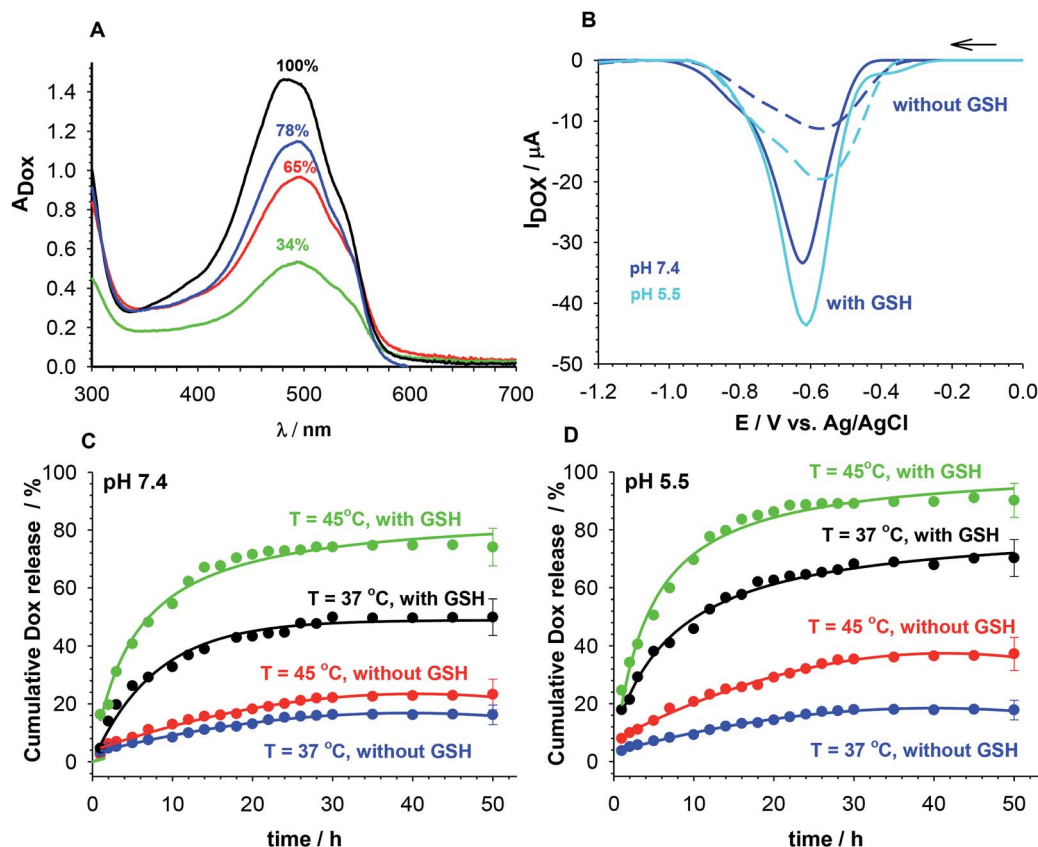 A
100%
78%
65%
34%
1.4
1.2
1.0
0.8
0.6
0.4
0.2
0.0
ADox
300
400
500
600
700
λ / nm
B
0
-10
-20
-30
-40
-50
IDOX / μA
without GSH
pH 7.4
pH 5.5
with GSH
-1.2
-1.0
-0.8
-0.6
-0.4
-0.2
0.0
E / V vs. Ag/AgCl
C
pH 7.4
100
80
60
40
20
0
Cumulative Dox release / %
T = 45°C, with GSH
T = 37 °C, with GSH
T = 45 °C, without GSH
T = 37 °C, without GSH
0
10
20
30
40
50
time / h
D
pH 5.5
100
80
60
40
20
0
Cumulative Dox release / %
T = 45°C, with GSH
T = 37 °C, with GSH
T = 45 °C, without GSH
T = 37 °C, without GSH
0
10
20
30
40
50
time / h